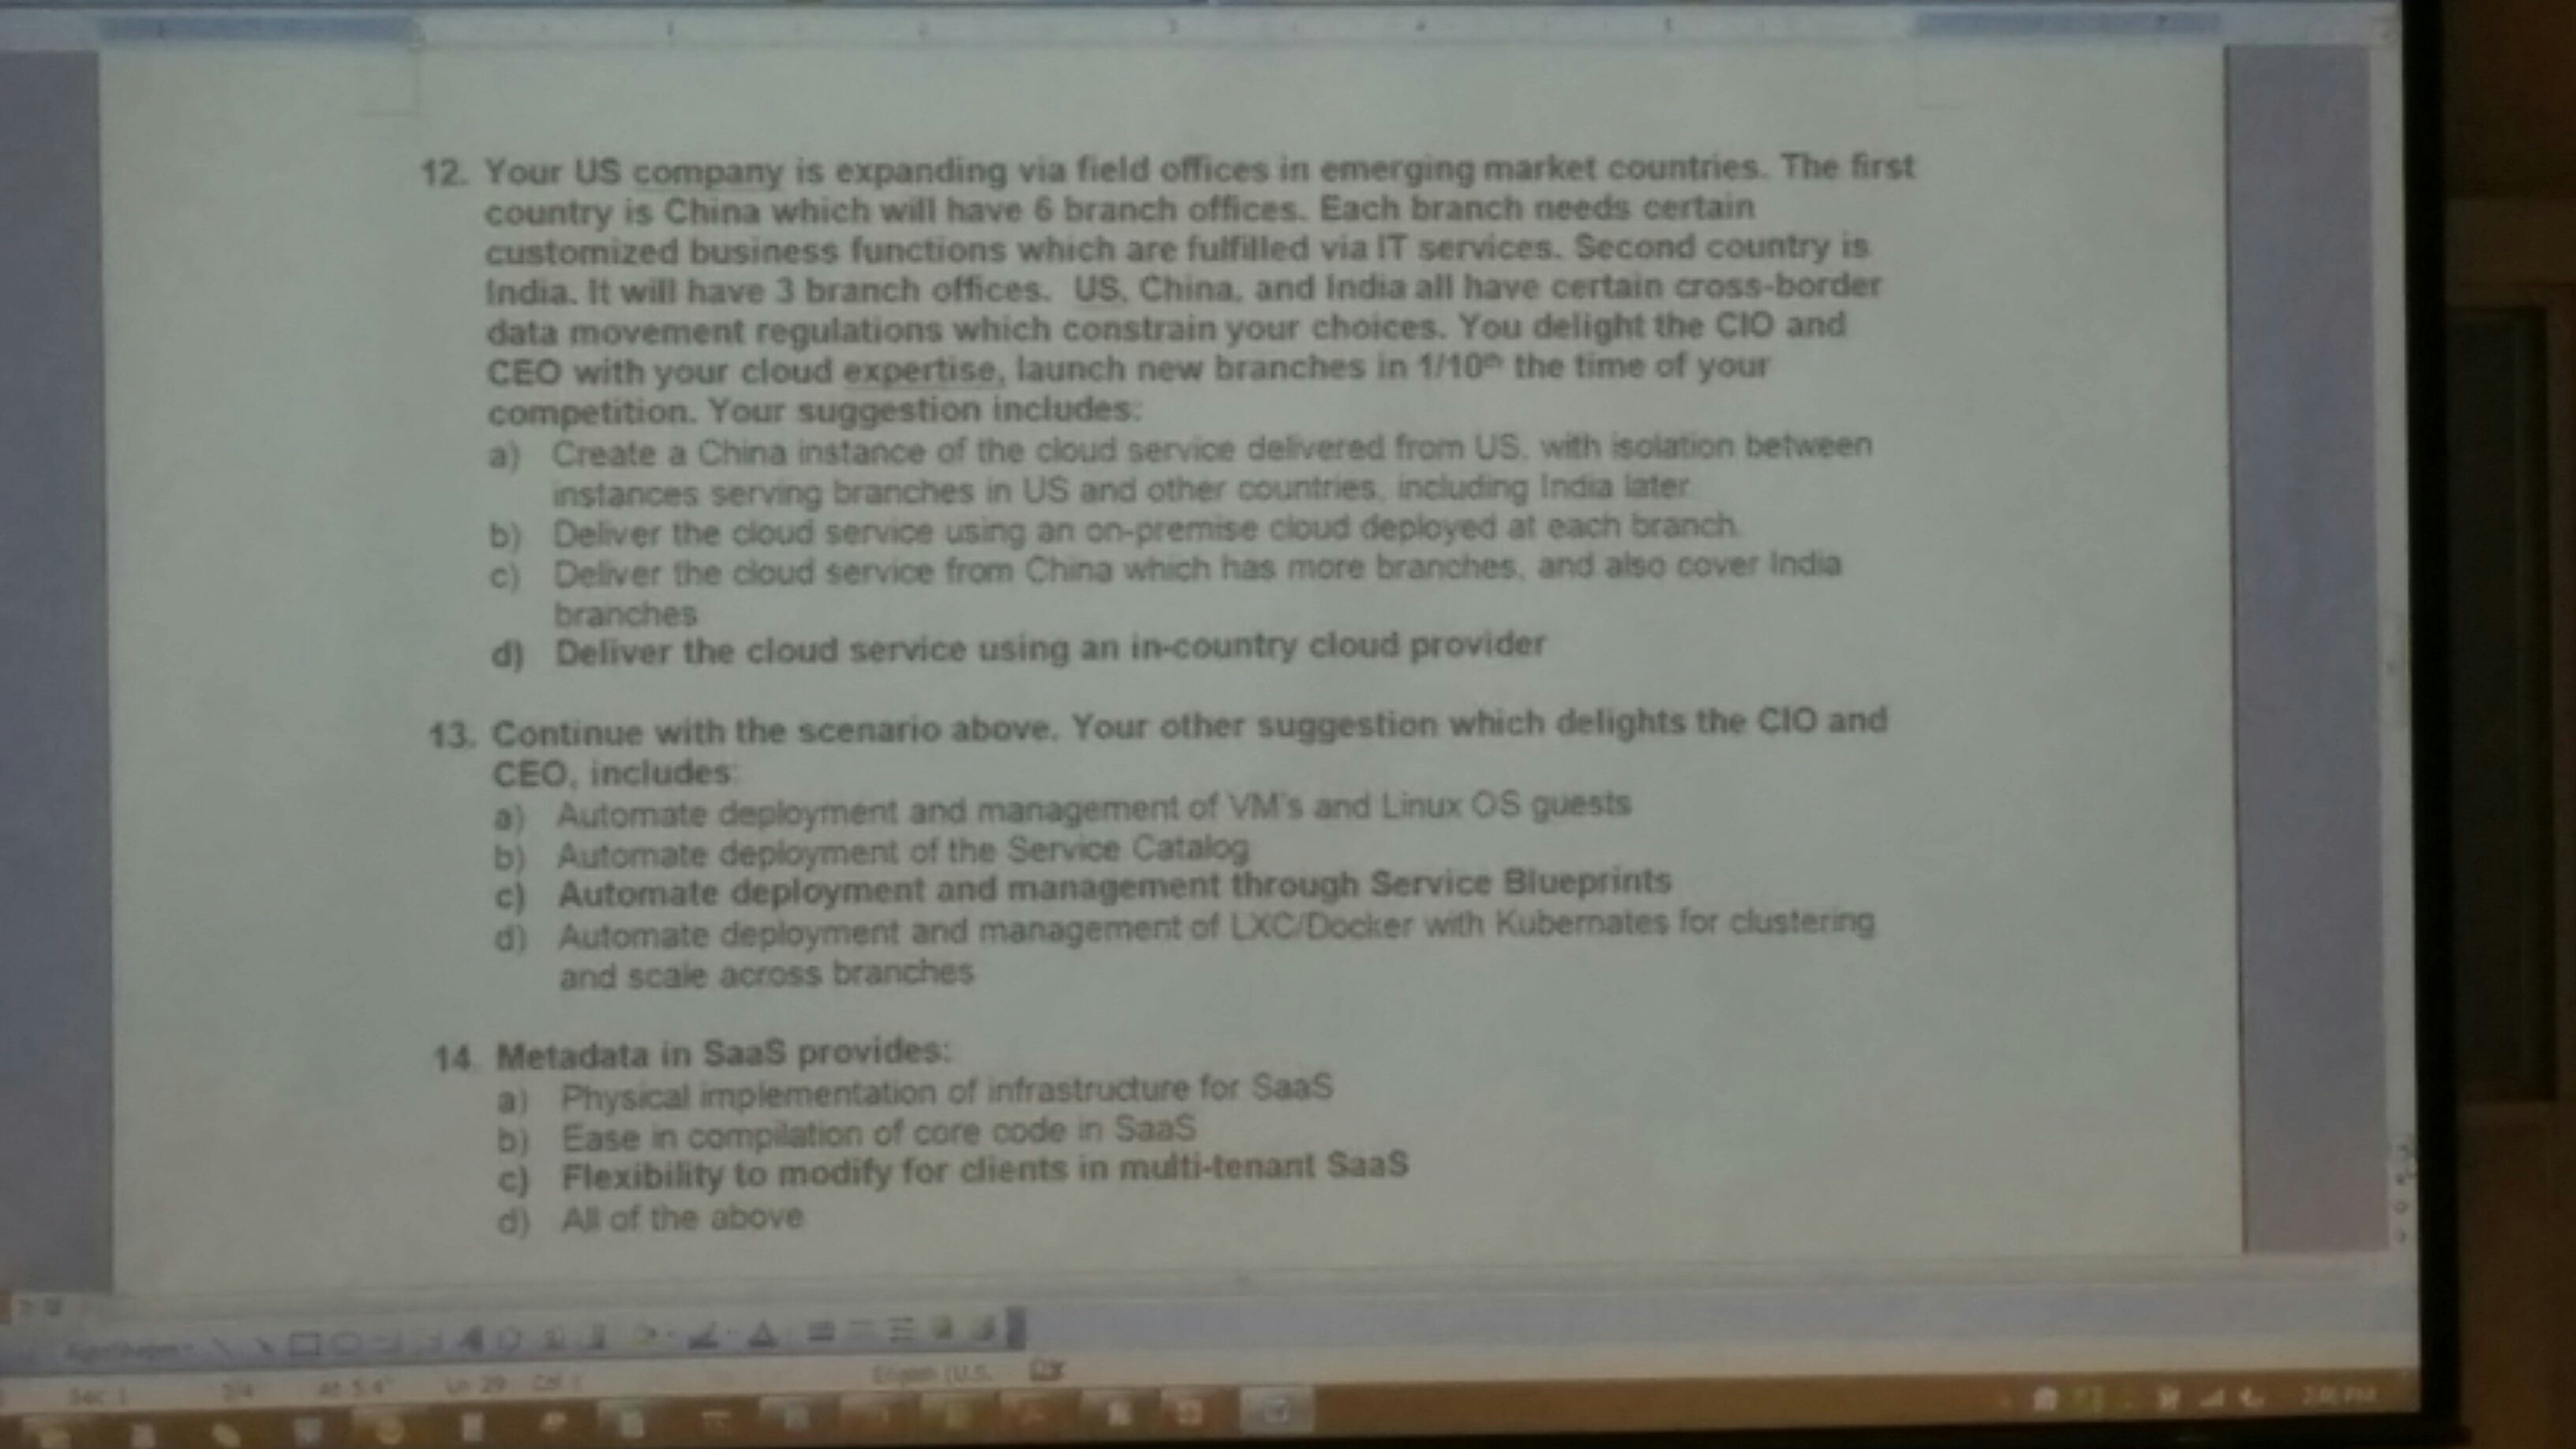 12. Your US company is expanding via field offices in emerging market countries. The first
country is China which will have 6 branch offices. Each branch needs certain
customized business functions which are fulfilled via IT services. Second country is
India. It will have 3 branch offices. US, China, and India all have certain cross-border
data movement regulations which constrain your choices. You delight the CIO and
CEO with your cloud expertise, launch new branches in 1/10th the time of your
competition. Your suggestion includes:
a) Create a China instance of the cloud service delivered from US, with isolation between
instances serving branches in US and other countries, including India later
b) Deliver the cloud service using an on-premise cloud deployed at each branch.
c) Deliver the cloud service from China which has more branches, and also cover India
branches
d) Deliver the cloud service using an in-country cloud provider
13. Continue with the scenario above. Your other suggestion which delights the CIO and
CEO, includes:
a) Automate deployment and management of VM's and Linux OS guests
b) Automate deployment of the Service Catalog
c) Automate deployment and management through Service Blueprints
d) Automate deployment and management of LXC/Docker with Kubernates for clustering
and scale across branches
14. Metadata in SaaS provides:
a) Physical implementation of infrastructure for SaaS
b) Ease in compilation of core code in SaaS
c) Flexibility to modify for clients in multi-tenant SaaS
d) All of the above
Sec 1 At 5.4" Ln 29 Col English (U.S.